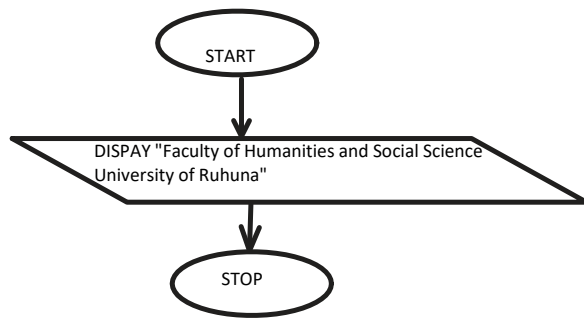 START
DISPAY "Faculty of Humanities and Social Science
University of Ruhuna"
STOP